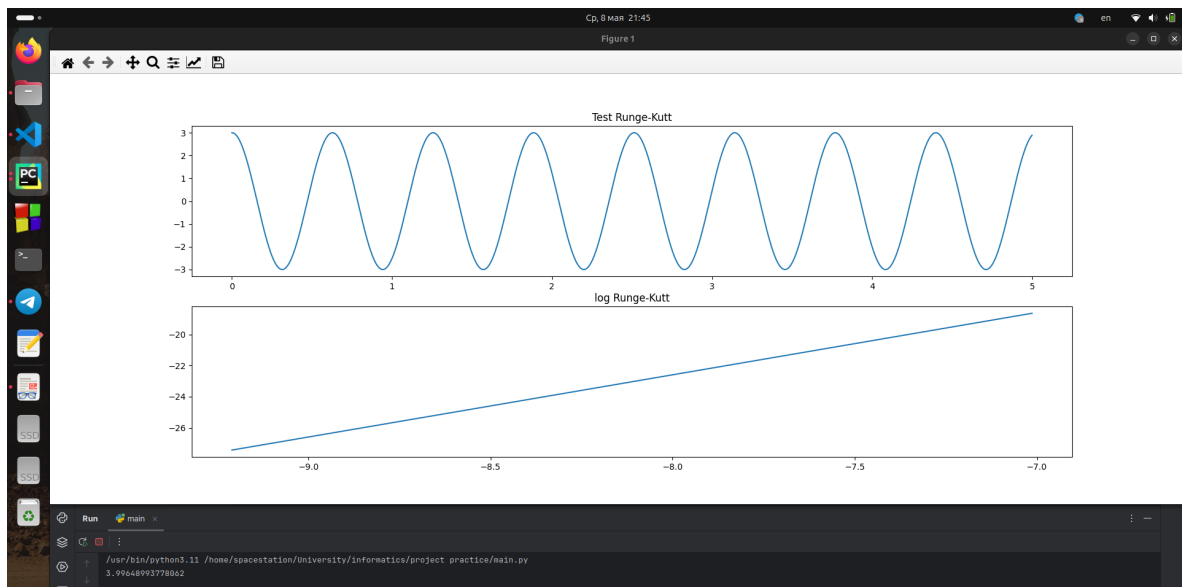 Ср, 8 мая 21:45
en
Figure 1
Test Runge-Kutt
3
2
1
0
−1
−2
−3
0 1 2 3 4 5
log Runge-Kutt
−20
−22
−24
−26
−9.0 −8.5 −8.0 −7.5 −7.0
PC
SSD
SSD
Run main
/usr/bin/python3.11 /home/spacestation/University/informatics/project practice/main.py
3.99648993778062